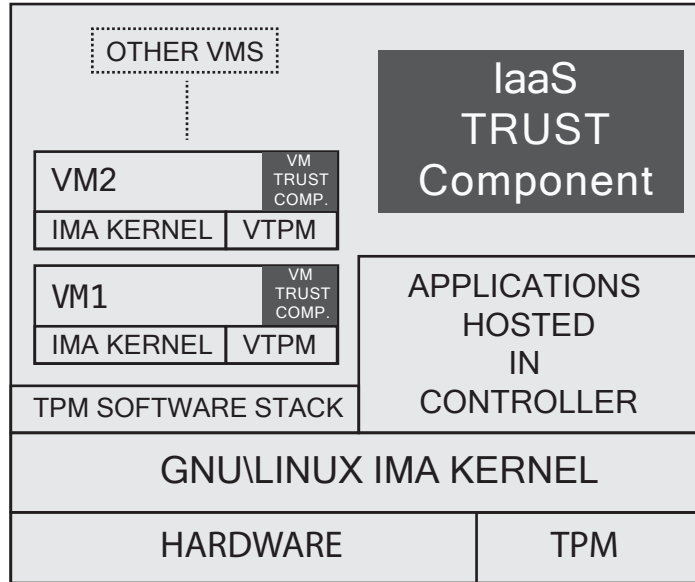 OTHER VMS
IaaS
TRUST
Component
VM2
VM
TRUST
COMP.
IMA KERNEL
VTPM
VM1
VM
TRUST
COMP.
IMA KERNEL
VTPM
APPLICATIONS
HOSTED
IN
CONTROLLER
TPM SOFTWARE STACK
GNU\LINUX IMA KERNEL
HARDWARE
TPM